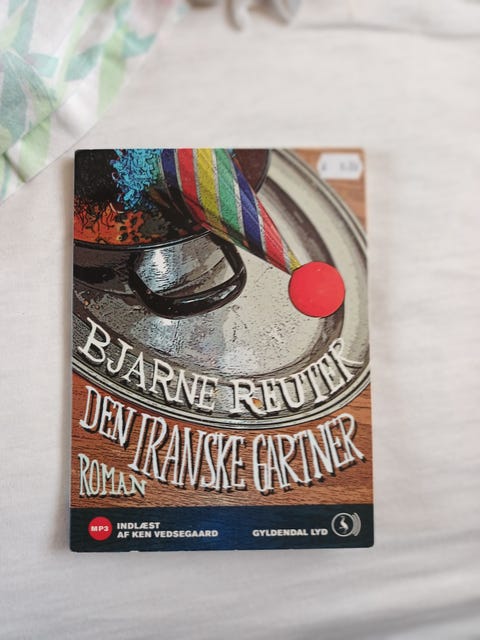 BJARNE REUTER
DEN IRANSKE GARTNER
ROMAN
MP3
INDLÆST
AF KEN VEDSEGAARD
GYLDENDAL LYD